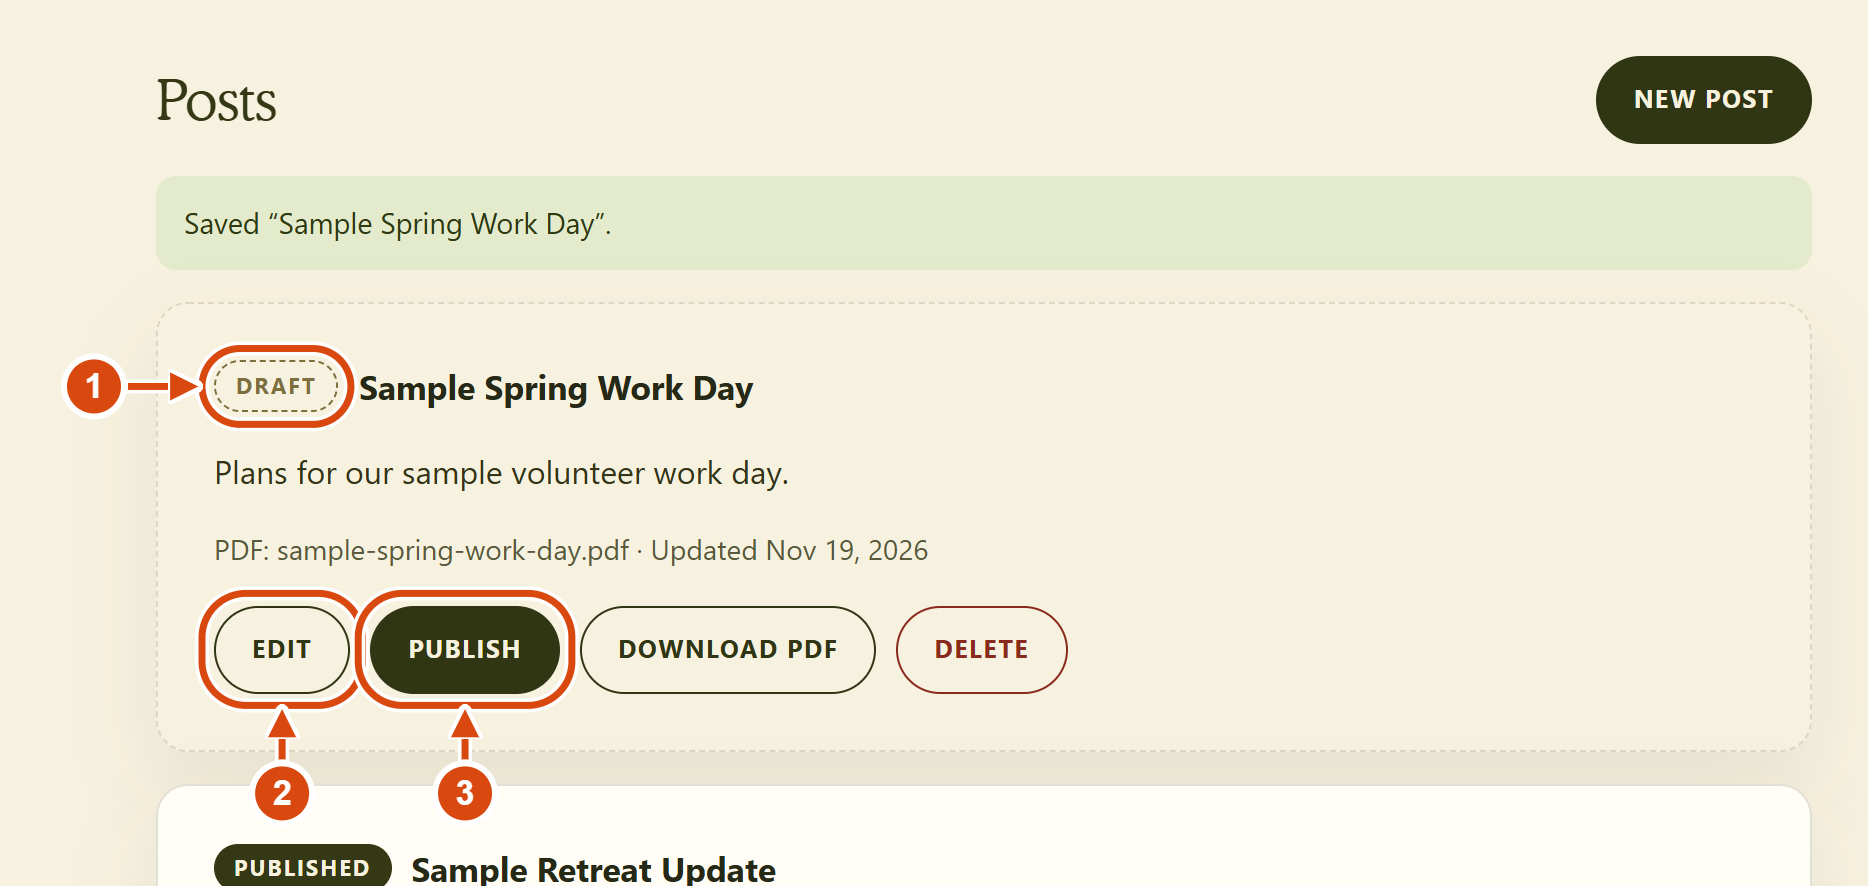 Posts
NEW POST
Saved “Sample Spring Work Day”.
1
DRAFT Sample Spring Work Day
Plans for our sample volunteer work day.
PDF: sample-spring-work-day.pdf · Updated Nov 19, 2026
EDIT PUBLISH DOWNLOAD PDF DELETE
2 3
PUBLISHED Sample Retreat Update